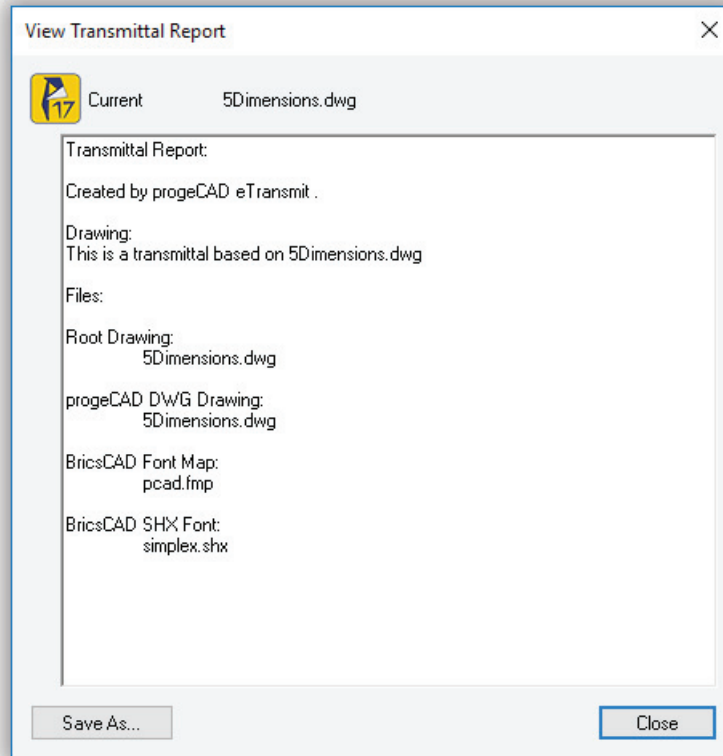 View Transmittal Report
17
Current 5Dimensions.dwg
Transmittal Report:
Created by progeCAD eTransmit .
Drawing:
This is a transmittal based on 5Dimensions.dwg
Files:
Root Drawing:
5Dimensions.dwg
progeCAD DWG Drawing:
5Dimensions.dwg
BricsCAD Font Map:
pcad.fmp
BricsCAD SHX Font:
simplex.shx
Save As...
Close